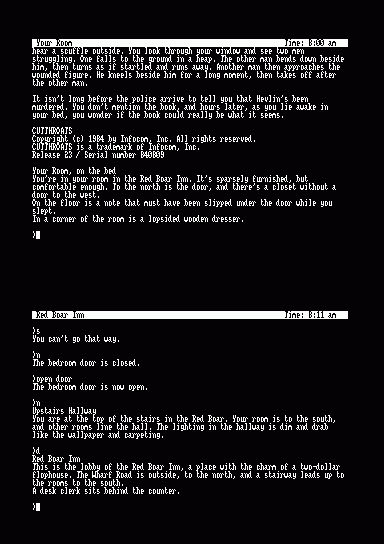 Your Room Time: 8:00 am
hear a scuffle outside. You look through your window and see two men
struggling. One falls to the ground in a heap. The other man bends down beside
him, then turns as if startled and runs away. Another man then approaches the
wounded figure. He kneels beside him for a long moment, then takes off after
the other man.
It isn't long before the police arrive to tell you that Hevlin's been
murdered. You don't mention the book, and hours later, as you lie awake in
your bed, you wonder if the book could really be what it seems.
CUTTHROATS
Copyright (c) 1984 by Infocom, Inc. All rights reserved.
CUTTHROATS is a trademark of Infocom, Inc.
Release 23 / Serial number 840809
Your Room, on the bed
You're in your room in the Red Boar Inn. It's sparsely furnished, but
comfortable enough. To the north is the door, and there's a closet without a
door to the west.
On the floor is a note that must have been slipped under the door while you
slept.
In a corner of the room is a lopsided wooden dresser.
>
Red Boar Inn Time: 8:11 am
>s
You can't go that way.
>n
The bedroom door is closed.
>open door
The bedroom door is now open.
>n
Upstairs Hallway
You are at the top of the stairs in the Red Boar. Your room is to the south,
and other rooms line the hall. The lighting in the hallway is dim and drab
like the wallpaper and carpeting.
>d
Red Boar Inn
This is the lobby of the Red Boar Inn, a place with the charm of a two-dollar
flophouse. The Wharf Road is outside, to the north, and a stairway leads up to
the rooms to the south.
A desk clerk sits behind the counter.
>